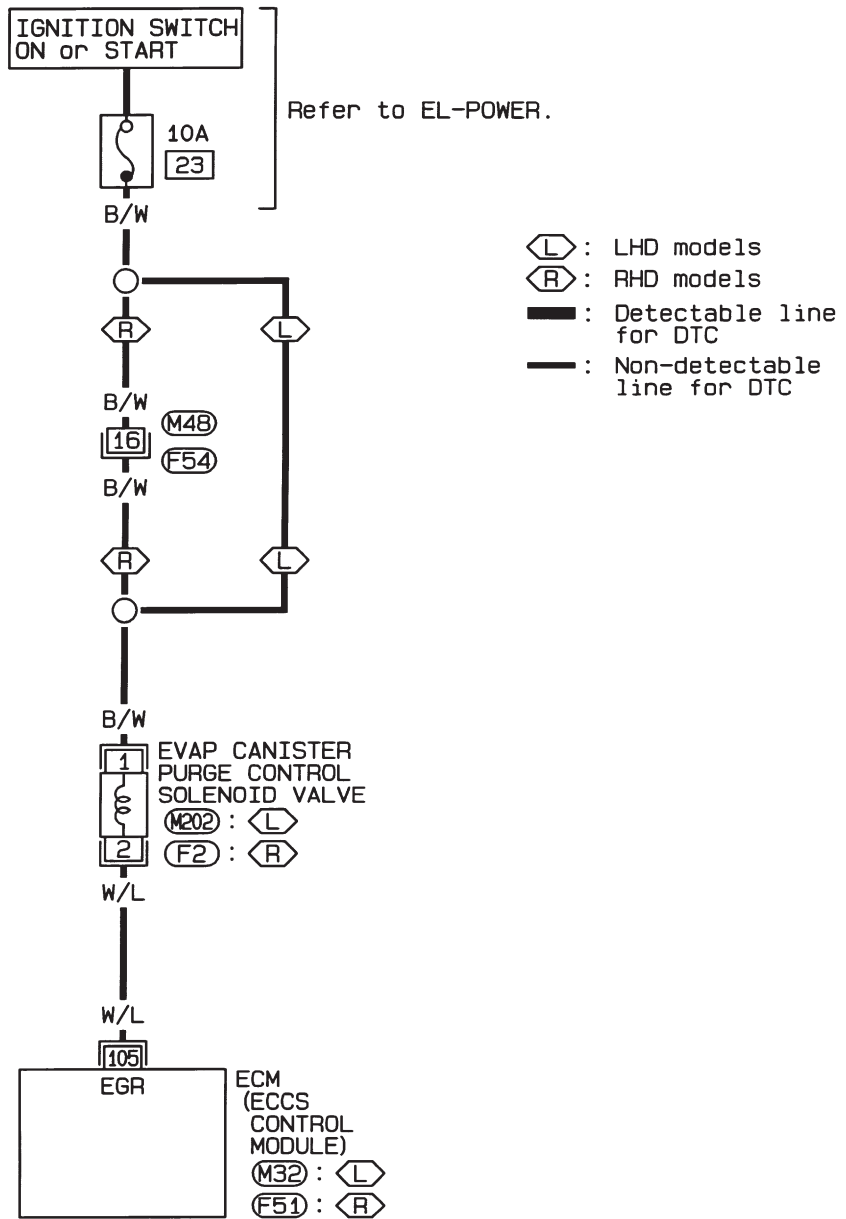 IGNITION SWITCH
ON or START
Refer to EL-POWER.
10A
23
B/W
L : LHD models
R : RHD models
: Detectable line
for DTC
: Non-detectable
line for DTC
R L
B/W
M48
16
F54
B/W
R L
B/W
1
EVAP CANISTER
PURGE CONTROL
SOLENOID VALVE
M202 : L
2
F2 : R
W/L
W/L
105
EGR
ECM
(ECCS
CONTROL
MODULE)
M32 : L
F51 : R